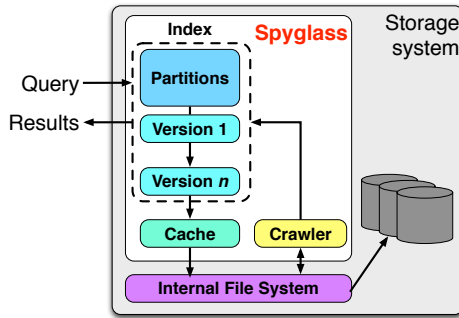 Index
Spyglass
Storage
system
Query
Results
Partitions
Version 1
Version n
Cache
Crawler
Internal File System